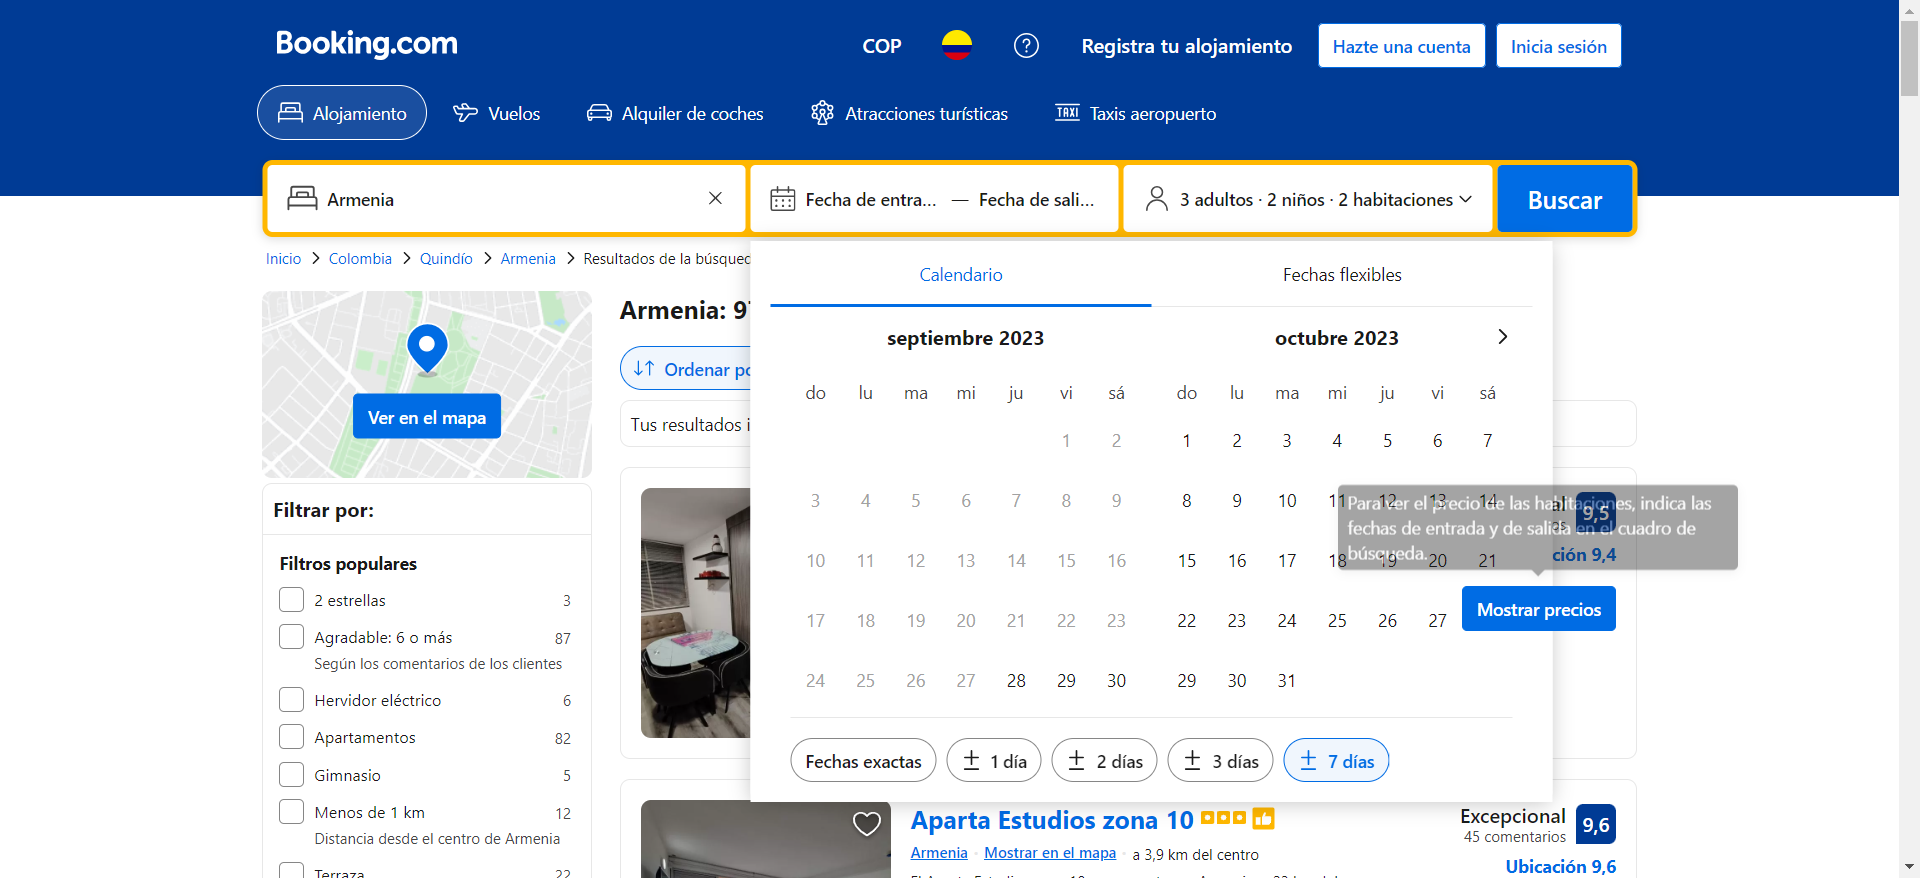 Booking.com
COP
Registra tu alojamiento
Hazte una cuenta
Inicia sesión
Alojamiento
Vuelos
Alquiler de coches
Atracciones turísticas
TAXI
Taxis aeropuerto
Armenia
Fecha de entra... — Fecha de sali...
3 adultos · 2 niños · 2 habitaciones
Buscar
Inicio > Colombia > Quindío > Armenia > Resultados de la búsqued
Ver en el mapa
Filtrar por:
Filtros populares
2 estrellas 3
Agradable: 6 o más 87
Según los comentarios de los clientes
Hervidor eléctrico 6
Apartamentos 82
Gimnasio 5
Menos de 1 km 12
Distancia desde el centro de Armenia
Terraza 22
Armenia: 97
Ordenar po
Tus resultados i
Calendario
Fechas flexibles
septiembre 2023
do lu ma mi ju vi sá
1 2
3 4 5 6 7 8 9
10 11 12 13 14 15 16
17 18 19 20 21 22 23
24 25 26 27 28 29 30
octubre 2023
do lu ma mi ju vi sá
1 2 3 4 5 6 7
8 9 10 11 12 13 14
15 16 17 18 19 20 21
22 23 24 25 26 27
29 30 31
Fechas exactas
± 1 día
± 2 días
± 3 días
± 7 días
Para ver el precio de las habitaciones, indica las
fechas de entrada y de salida en el cuadro de
búsqueda.
9,5
ción 9,4
Mostrar precios
Aparta Estudios zona 10
Armenia · Mostrar en el mapa · a 3,9 km del centro
Excepcional
45 comentarios
9,6
Ubicación 9,6